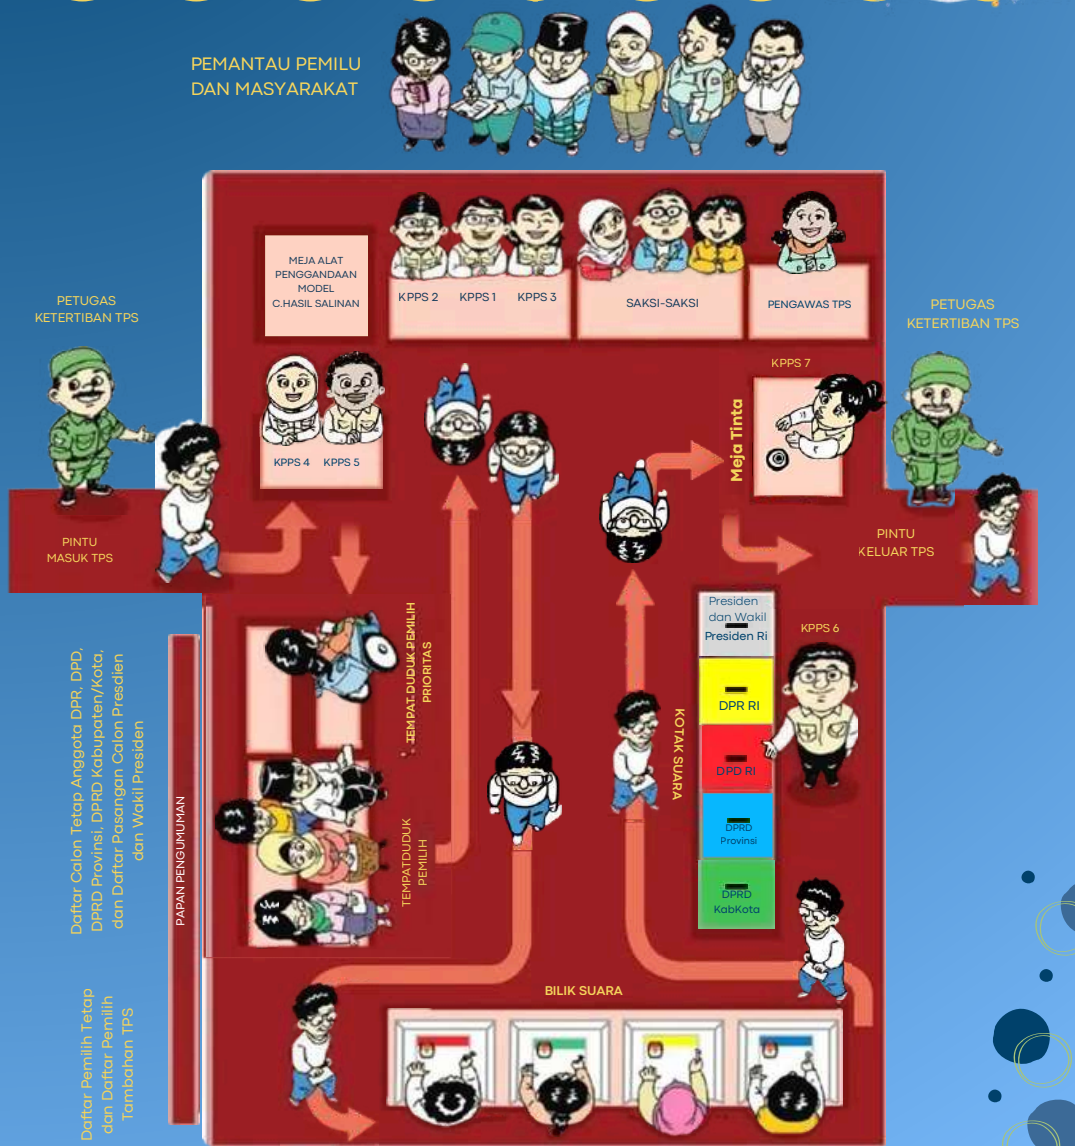 PEMANTAU PEMILU
DAN MASYARAKAT
MEJA ALAT
PENGGANDAAN
MODEL
C.HASIL SALINAN
KPPS 2
KPPS 1
KPPS 3
SAKSI-SAKSI
PENGAWAS TPS
PETUGAS
KETERTIBAN TPS
PETUGAS
KETERTIBAN TPS
KPPS 7
Meja Tinta
KPPS 4
KPPS 5
PINTU
MASUK TPS
PINTU
KELUAR TPS
TEMPAT DUDUK PEMILIH
PRIORITAS
Presiden
dan Wakil
Presiden Ri
DPR RI
DPD RI
DPRD
Provinsi
DPRD
KabKota
KPPS 6
KOTAK SUARA
Daftar Calon Tetap Anggota DPR, DPD,
DPRD Provinsi, DPRD Kabupaten/Kota,
dan Daftar Pasangan Calon Presdien
dan Wakil Presiden
PAPAN PENGUMUMAN
TEMPATDUDUK
PEMILIH
Daftar Pemilih Tetap
dan Daftar Pemilih
Tambahan TPS
BILIK SUARA